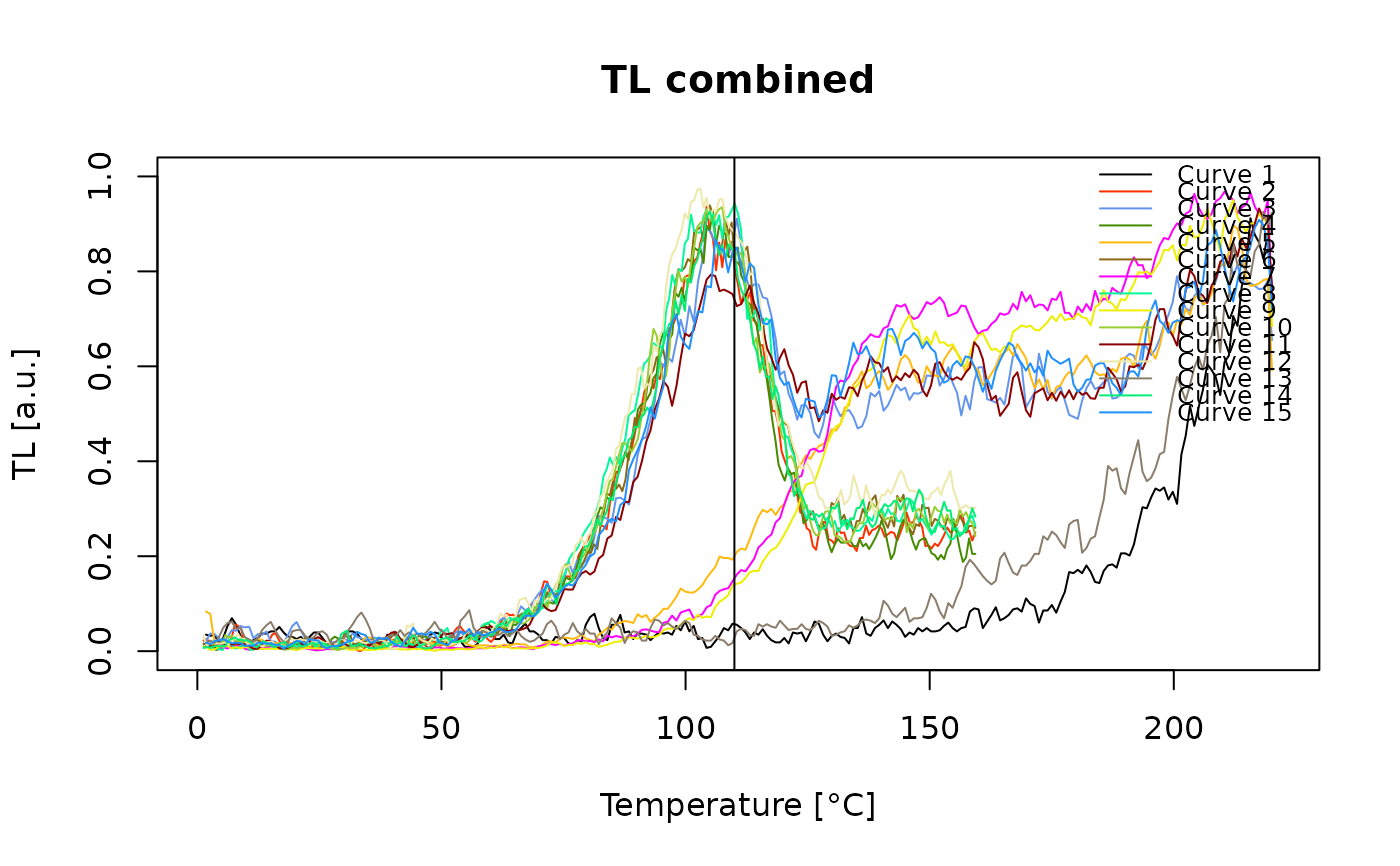 TL combined
TL [a.u.]
1.0
0.8
0.6
0.4
0.2
0.0
Curve 1
Curve 2
Curve 3
Curve 4
Curve 5
Curve 6
Curve 7
Curve 8
Curve 9
Curve 10
Curve 11
Curve 12
Curve 13
Curve 14
Curve 15
0 50 100 150 200
Temperature [°C]